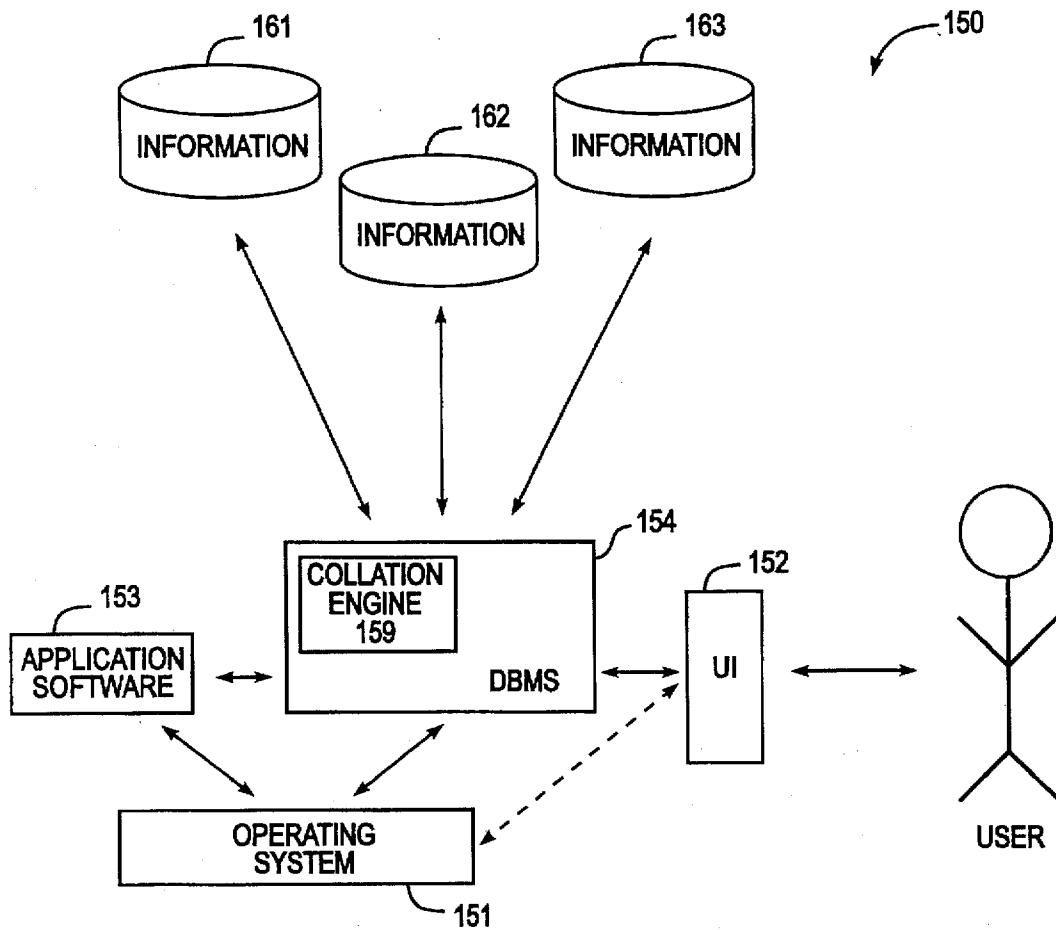 161
163
150
INFORMATION
162
INFORMATION
INFORMATION
154
COLLATION
ENGINE
159
152
153
APPLICATION
SOFTWARE
DBMS
UI
OPERATING
SYSTEM
USER
151